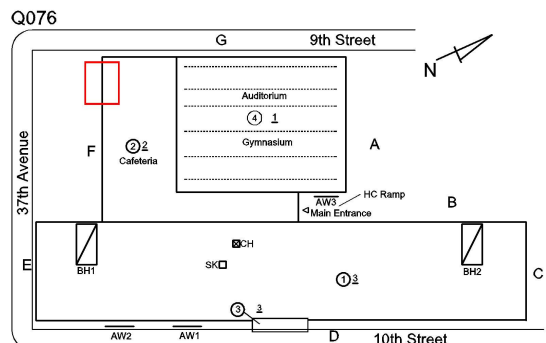 Q076
G 9th Street
N
Auditorium
4 1
Gymnasium
A
2 2
Cafeteria
F
37th Avenue
HC Ramp
AW3
Main Entrance
B
CH
SK
BH1
BH2
E
C
1 3
3 3
AW2
AW1
D
10th Street